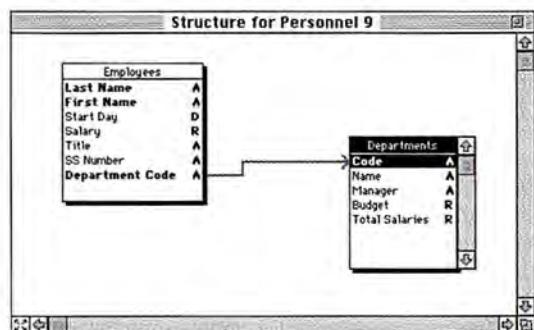 Structure for Personnel 9
Employees
Last Name A
First Name A
Start Day D
Salary R
Title A
SS Number A
Department Code A
Departments
Code A
Name A
Manager A
Budget R
Total Salaries R